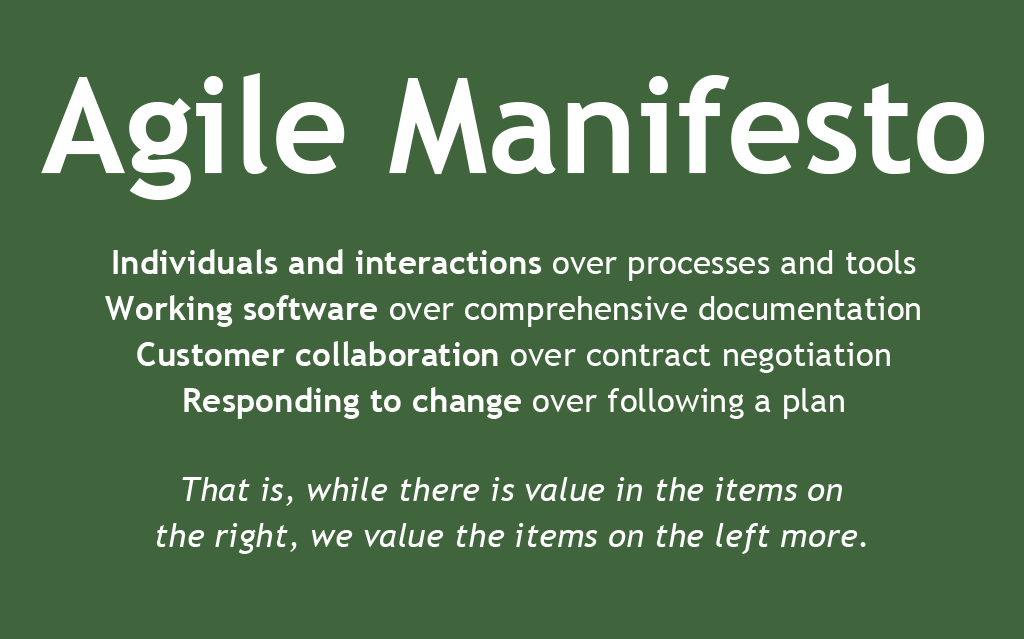 Agile Manifesto
Individuals and interactions over processes and tools
Working software over comprehensive documentation
Customer collaboration over contract negotiation
Responding to change over following a plan
That is, while there is value in the items on
the right, we value the items on the left more.